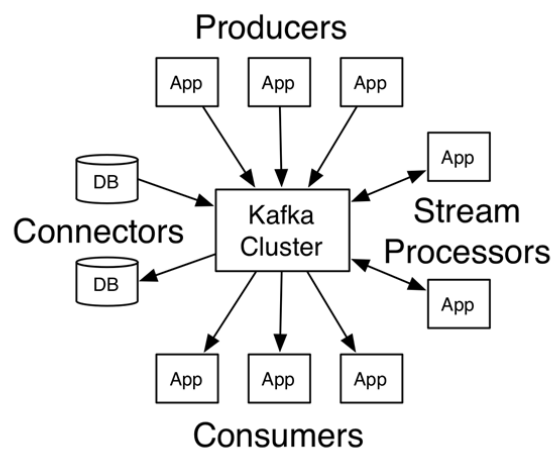 Producers
App
App
App
DB
App
Kafka
Cluster
Connectors
Stream
Processors
DB
App
App
App
App
Consumers